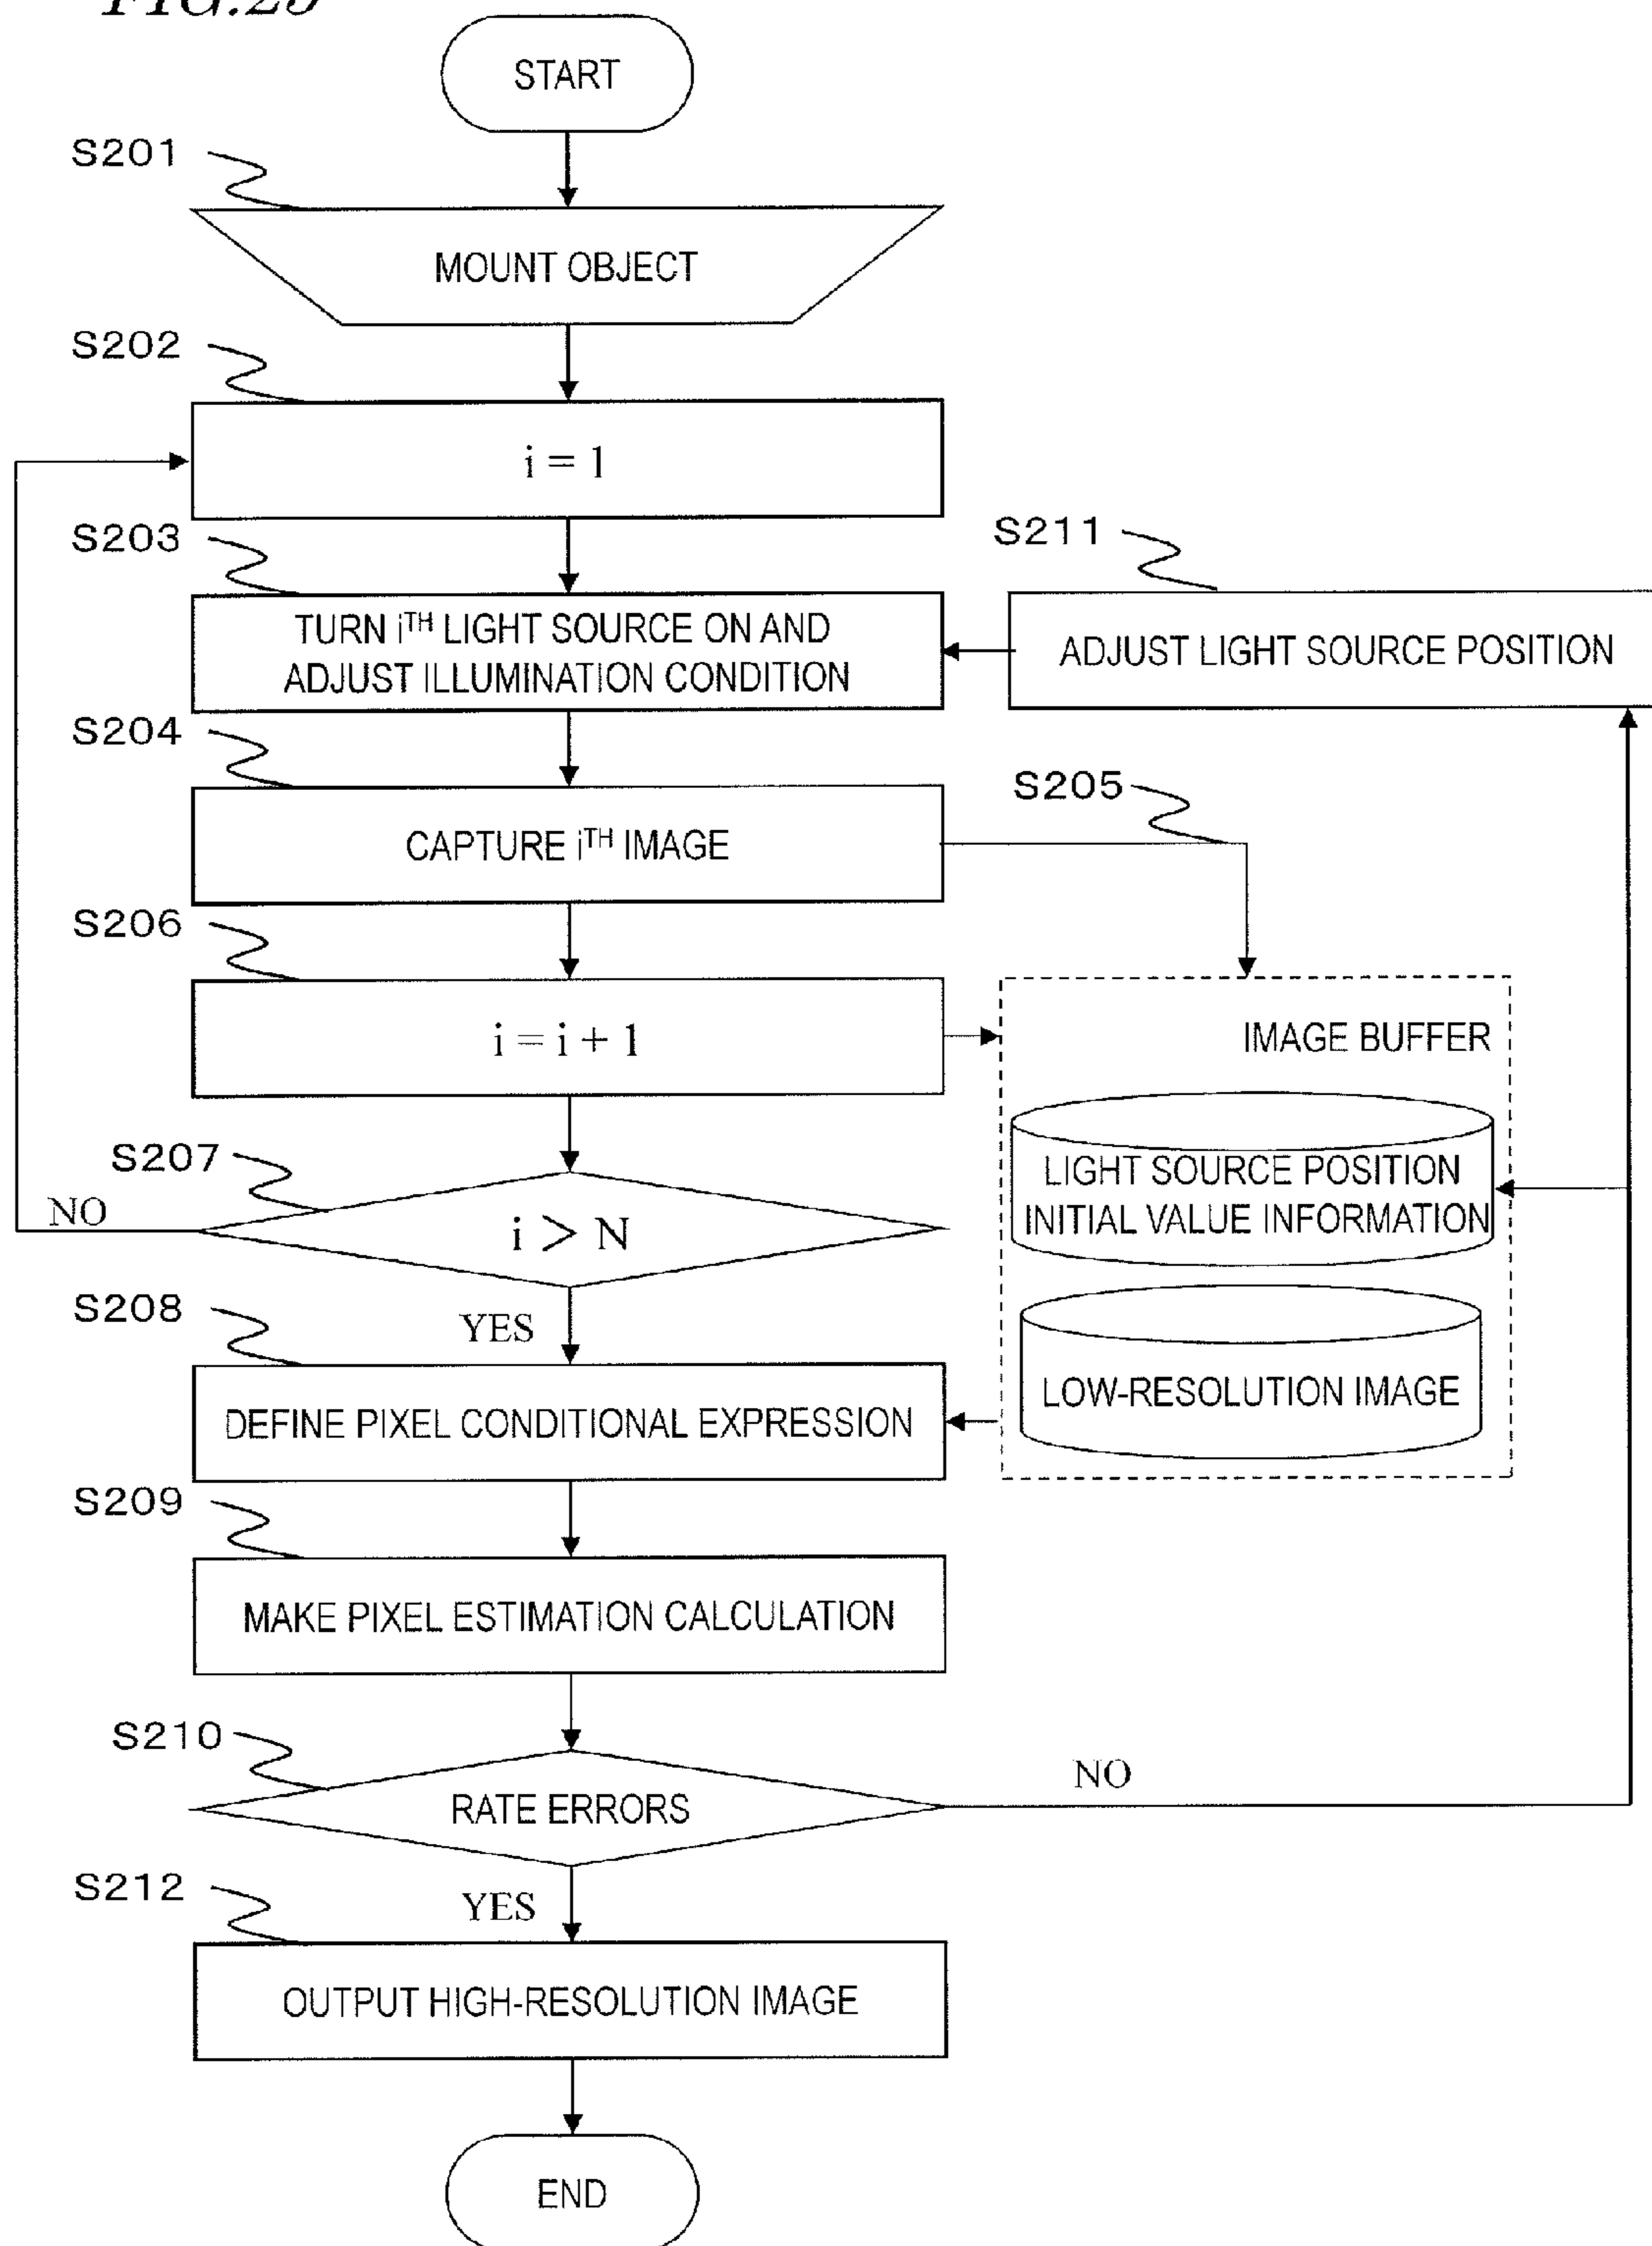 START
S201
MOUNT OBJECT
S202
i = 1
S203
TURN iTH LIGHT SOURCE ON AND
ADJUST ILLUMINATION CONDITION
S211
ADJUST LIGHT SOURCE POSITION
S204
CAPTURE iTH IMAGE
S205
S206
i = i + 1
IMAGE BUFFER
LIGHT SOURCE POSITION
INITIAL VALUE INFORMATION
LOW-RESOLUTION IMAGE
S207
NO
i > N
YES
S208
DEFINE PIXEL CONDITIONAL EXPRESSION
S209
MAKE PIXEL ESTIMATION CALCULATION
S210
RATE ERRORS
NO
YES
S212
OUTPUT HIGH-RESOLUTION IMAGE
END